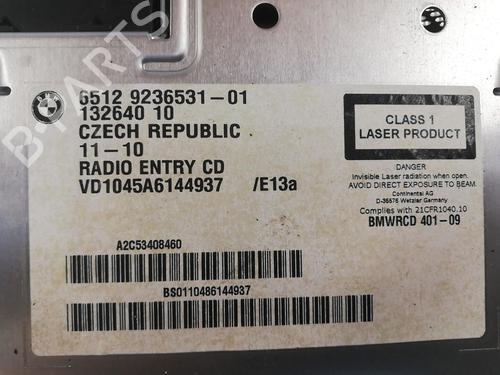 6512 9236531-01
132640 10
CZECH REPUBLIC
11-10
RADIO ENTRY CD
VD1045A6144937 /E13a
A2C53408460
BS0110486144937
CLASS 1
LASER PRODUCT
DANGER
Invisible Laser radiation when open.
AVOID DIRECT EXPOSURE TO BEAM.
Continental AG
D-35576 Wetzlar Germany
Complies with 21CFR1040.10
BMWRCD 401-09
B-PARTS